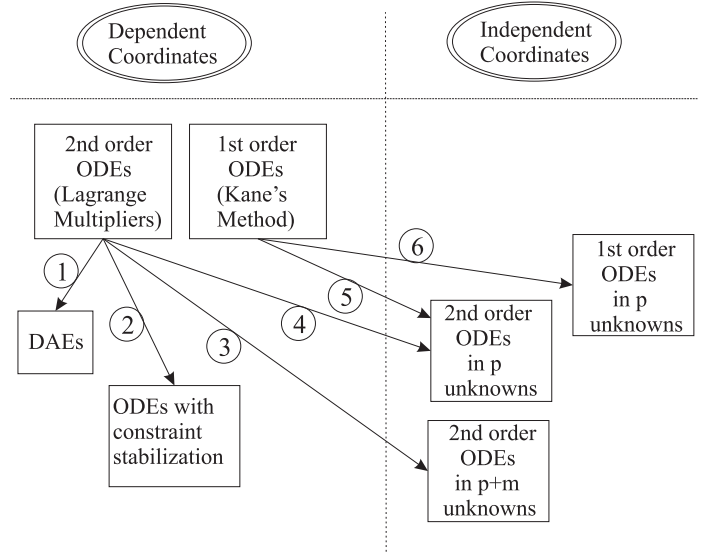 Dependent
Coordinates
Independent
Coordinates
2nd order
ODEs
(Lagrange
Multipliers)
1st order
ODEs
(Kane's
Method)
6
1st order
ODEs
in p
unknowns
1
5
2
4
3
2nd order
ODEs
in p
unknowns
DAEs
ODEs with
constraint
stabilization
2nd order
ODEs
in p+m
unknowns